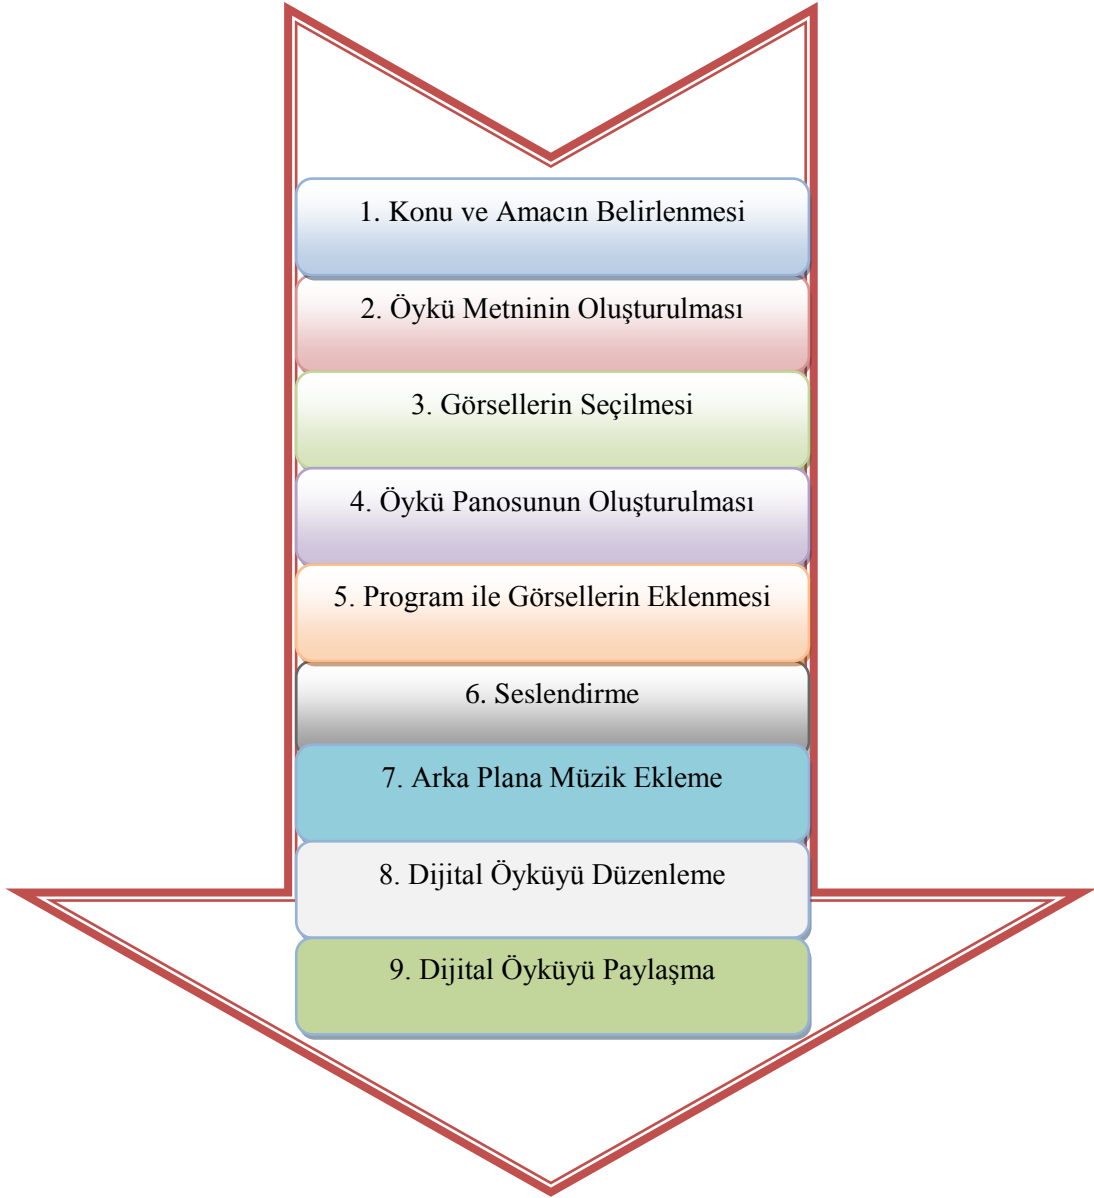 1. Konu ve Amacın Belirlenmesi
2. Öykü Metninin Oluşturulması
3. Görsellerin Seçilmesi
4. Öykü Panosunun Oluşturulması
5. Program ile Görsellerin Eklenmesi
6. Seslendirme
7. Arka Plana Müzik Ekleme
8. Dijital Öyküyü Düzenleme
9. Dijital Öyküyü Paylaşma